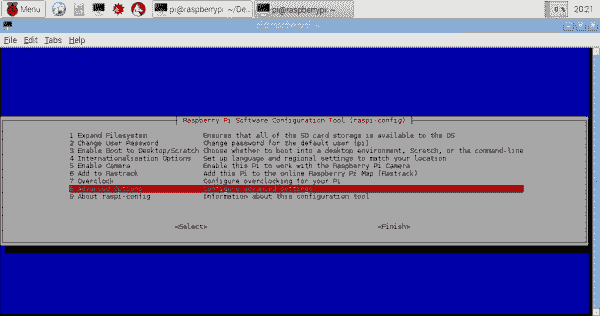 Menu
pi@raspberrypi: ~/De...
pi@raspberrypi: ~
0 %
20:21
pi@raspberrypi: ~
File Edit Tabs Help
Raspberry Pi Software Configuration Tool (raspi-config)
1 Expand Filesystem Ensures that all of the SD card storage is available to the OS
2 Change User Password Change password for the default user (pi)
3 Enable Boot to Desktop/Scratch Choose whether to boot into a desktop environment, Scratch, or the command-line
4 Internationalisation Options Set up language and regional settings to match your location
5 Enable Camera Enable this Pi to work with the Raspberry Pi Camera
6 Add to Rastrack Add this Pi to the online Raspberry Pi Map (Rastrack)
7 Overclock Configure overclocking for your Pi
8 Advanced Options Configure advanced settings
9 About raspi-config Information about this configuration tool
<Select> <Finish>